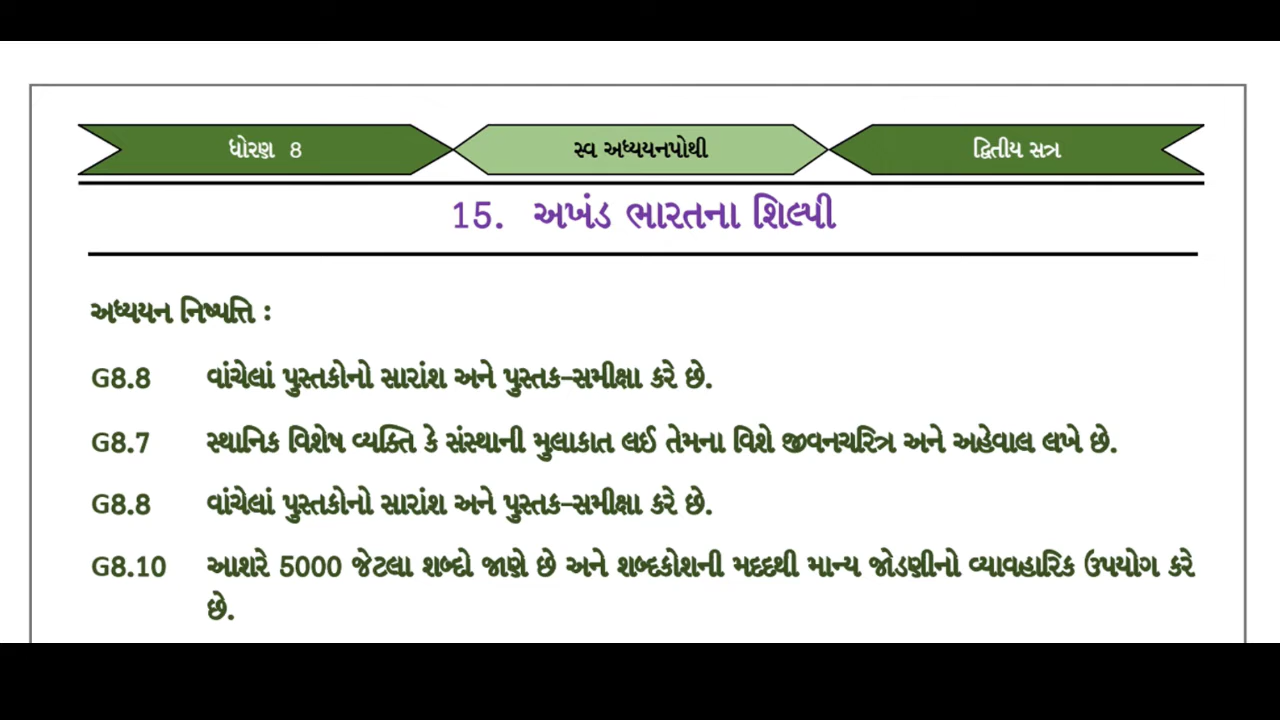 ધોરણ 8 સ્વ અધ્યયનપોથી દ્વિતીય સત્ર
15. અખંડ ભારતના શિલ્પી
અધ્યયન નિષ્પત્તિ :
G8.8 વાંચેલાં પુસ્તકોનો સારાંશ અને પુસ્તક-સમીક્ષા કરે છે.
G8.7 સ્થાનિક વિશેષ વ્યક્તિ કે સંસ્થાની મુલાકાત લઈ તેમના વિશે જીવનચરિત્ર અને અહેવાલ લખે છે.
G8.8 વાંચેલાં પુસ્તકોનો સારાંશ અને પુસ્તક-સમીક્ષા કરે છે.
G8.10 આશરે 5000 જેટલા શબ્દો જાણે છે અને શબ્દકોશની મદદથી માન્ય જોડણીનો વ્યાવહારિક ઉપયોગ કરે
છે.